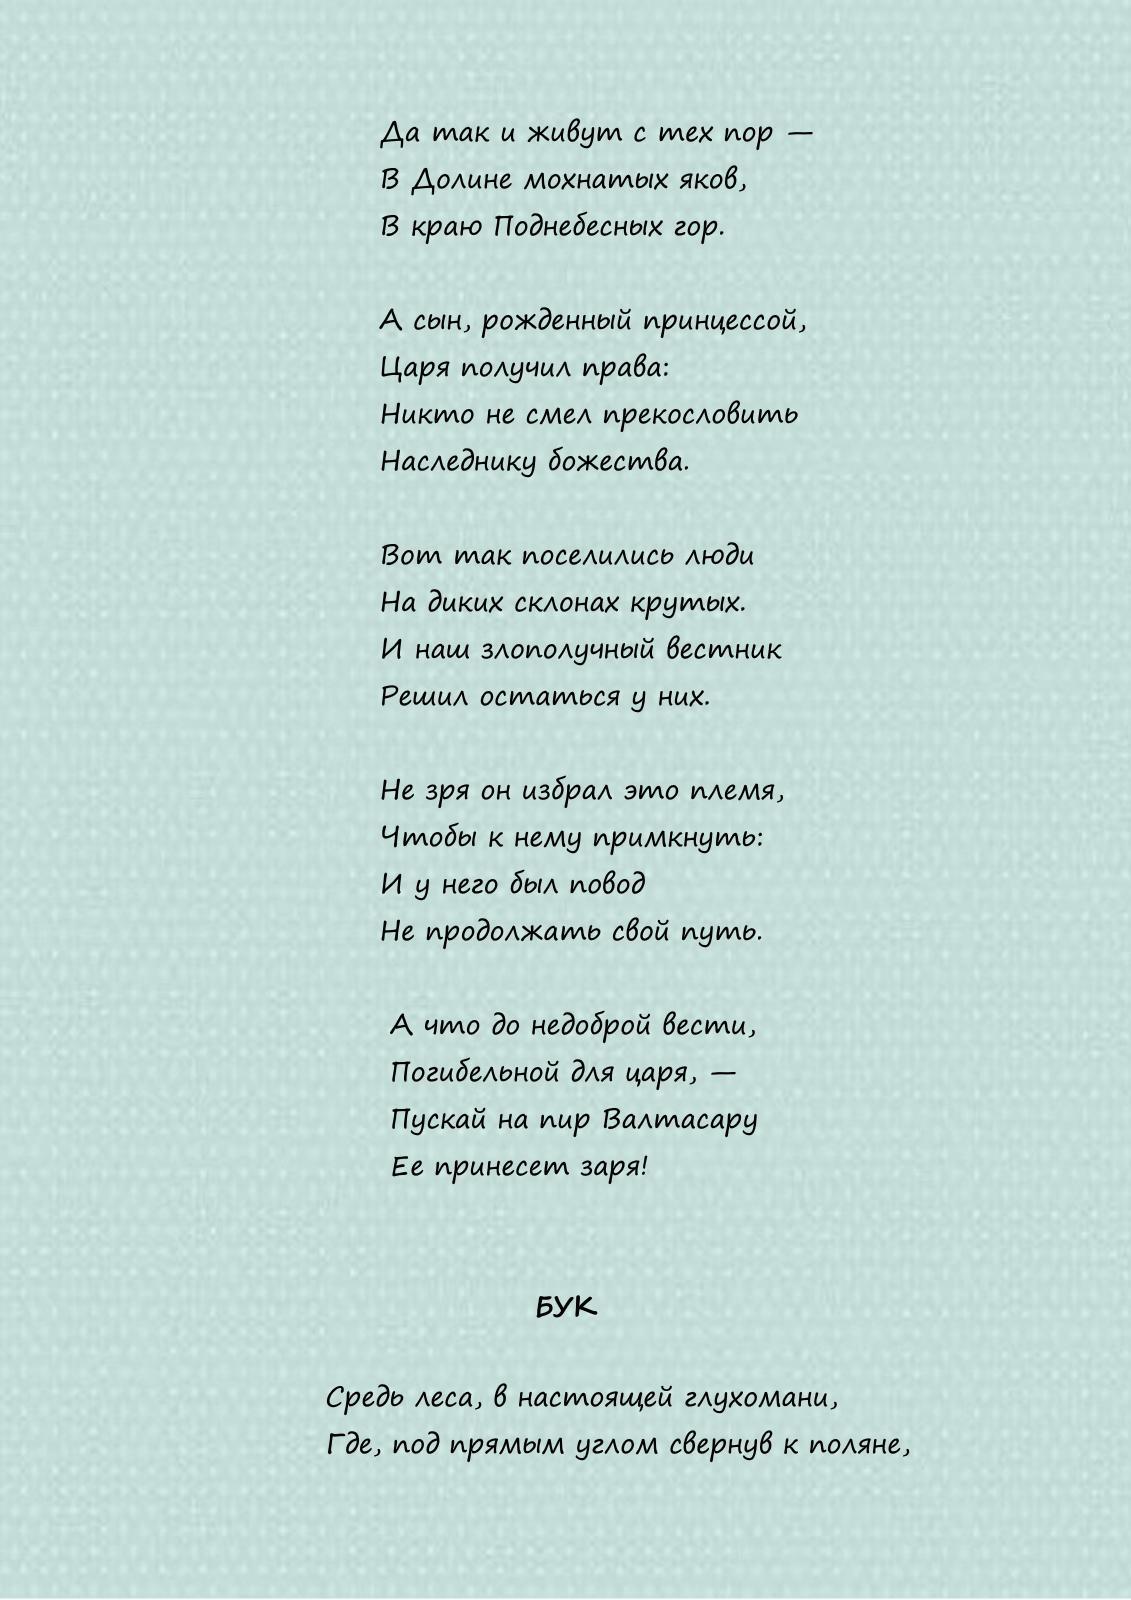 Да так и живут с тех пор —
В Долине мохнатых яков,
В краю Поднебесных гор.
А сын, рожденный принцессой,
Царя получил права:
Никто не смел прекословить
Наследнику божества.
Вот так поселились люди
На диких склонах крутых.
И наш злополучный вестник
Решил остаться у них.
Не зря он избрал это племя,
Чтобы к нему примкнуть:
И у него был повод
Не продолжать свой путь.
А что до недоброй вести,
Погибельной для царя, —
Пускай на пир Валтасару
Ее принесет заря!
БУК
Средь леса, в настоящей глухомани,
Где, под прямым углом свернув к поляне,